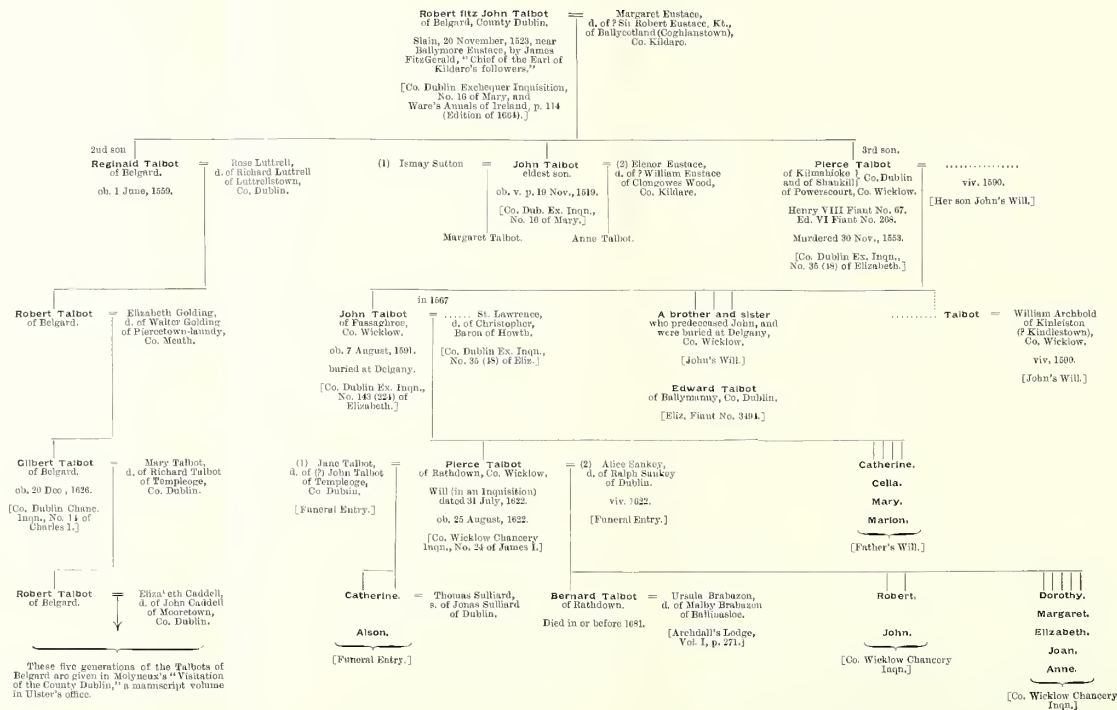 Robert fitz John Talbot
of Belgard, County Dublin.
Slain, 20 November, 1523, near
Ballymore Eustace, by James
FitzGerald, "Chief of the Earl of
Kildaro's followers."
[Co. Dublin Exchequer Inquisition,
No. 16 of Mary, and
Ware's Annals of Ireland, p. 114
(Edition of 1664).]
=
Margaret Eustace,
d. of ? Sir Robert Eustace, Kt.,
of Ballycotland (Coghlanstown),
Co. Kildaro.
2nd son
Reginald Talbot
of Belgard.
ob. 1 June, 1559.
=
Rose Luttrell,
d. of Richard Luttrell
of Luttrellstown,
Co. Dublin.
(1) Ismay Sutton
=
John Talbot
eldest son.
ob. v. p. 19 Nov., 1519.
[Co. Dub. Ex. Inqn.,
No. 16 of Mary.]
=
(2) Elenor Eustace,
d. of ? William Eustace
of Clongowes Wood,
Co. Kildare.
Margaret Talbot.
Anne Talbot.
3rd son.
Pierce Talbot
of Kilmahioke } Co. Dublin
and of Shankill}
of Powerscourt, Co. Wicklow.
Henry VIII Fiant No. 67.
Ed. VI Fiant No. 268.
Murdered 30 Nov., 1553.
[Co. Dublin Ex. Inqn.,
No. 35 (18) of Elizabeth.]
=
................
viv. 1590.
[Her son John's Will.]
Robert Talbot
of Belgard.
=
Elizabeth Golding,
d. of Walter Golding
of Piercetown-laundy,
Co. Meath.
in 1567
John Talbot
of Fassaghroe,
Co. Wicklow.
ob. 7 August, 1591.
buried at Delgany.
[Co. Dublin Ex. Inqn.,
No. 143 (224) of
Elizabeth.]
=
...... St. Lawrence,
d. of Christopher,
Baron of Howth.
[Co. Dublin Ex. Inqn.,
No. 35 (18) of Eliz.]
A brother and sister
who predeceased John, and
were buried at Delgany,
Co. Wicklow.
[John's Will.]
Edward Talbot
of Ballymanny, Co. Dublin.
[Eliz. Fiant No. 3494.]
.......... Talbot
=
William Archbold
of Kinleiston
(? Kindlestown),
Co. Wicklow.
viv, 1590.
[John's Will.]
Gilbert Talbot
of Belgard.
ob. 20 Dec , 1626.
[Co. Dublin Chanc.
Inqn., No. 14 of
Charles I.]
=
Mary Talbot,
d. of Richard Talbot
of Templeoge,
Co. Dublin.
(1) Jane Talbot,
d. of (?) John Talbot
of Templeoge,
Co Dublin.
[Funeral Entry.]
=
Pierce Talbot
of Rathdown, Co. Wicklow.
Will (in an Inquisition)
dated 31 July, 1622.
ob. 25 August, 1622.
[Co. Wicklow Chancery
Inqn., No. 24 of James I.]
=
(2) Alice Sankey,
d. of Ralph Sankey
of Dublin.
viv. 1622.
[Funeral Entry.]
Catherine.
Celia.
Mary.
Marion.
[Father's Will.]
Robert Talbot
of Belgard.
=
Eliza' eth Caddell,
d. of John Caddell
of Mooretown,
Co. Dublin.
These five generations of the Talbots of
Belgard are given in Molyneux's "Visitation
of the County Dublin," a manuscript volume
in Ulster's office.
Catherine.
=
Thomas Sulliard,
s. of Jonas Sulliard
of Dublin.
Alson.
[Funeral Entry.]
Bernard Talbot
of Rathdown.
Died in or before 1681.
=
Ursula Brabazon,
d. of Malby Brabazon
of Ballinasloe.
[Archdall's Lodge,
Vol. I, p. 271.]
Robert.
John.
[Co. Wicklow Chancery
Inqn.]
Dorothy.
Margaret.
Elizabeth.
Joan.
Anne.
[Co. Wicklow Chancery
Inqn.]